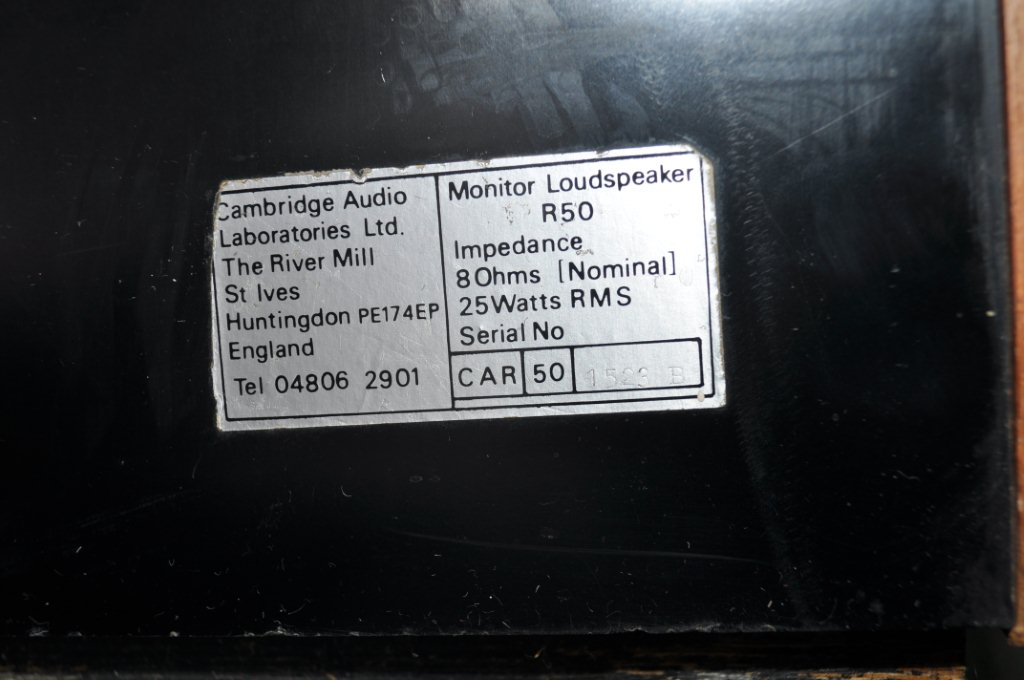 Cambridge Audio
Laboratories Ltd.
The River Mill
St Ives
Huntingdon PE174EP
England
Tel 04806 2901
Monitor Loudspeaker
R50
Impedance
8 Ohms [Nominal]
25 Watts RMS
Serial No
CAR 50 1529 B